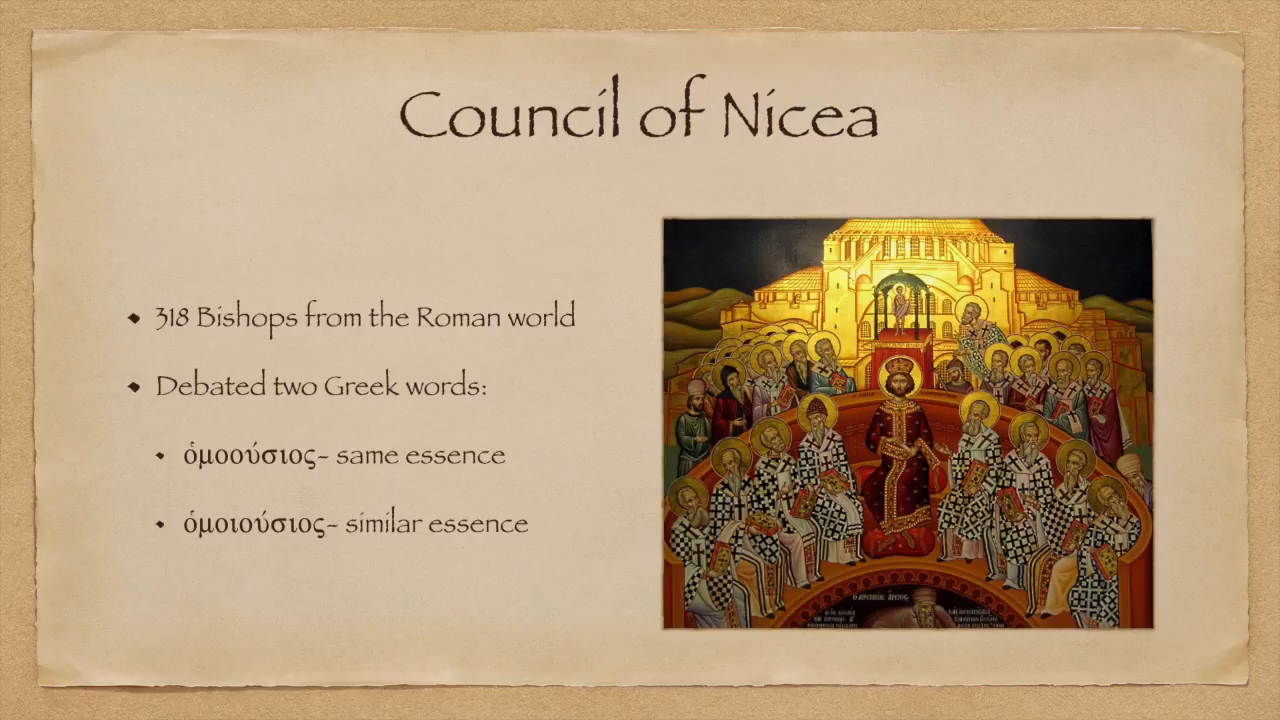 Council of Nicea
318 Bishops from the Roman world
Debated two Greek words:
ὁμοούσιος- same essence
ὁμοιούσιος- similar essence